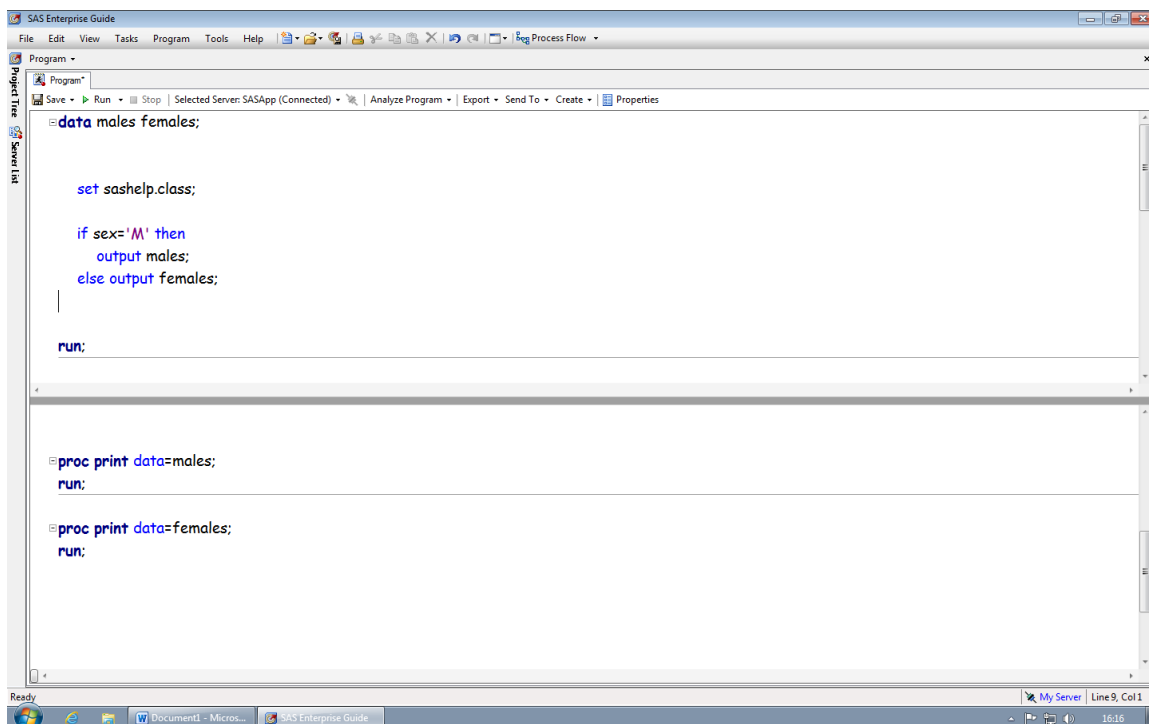 SAS Enterprise Guide
File Edit View Tasks Program Tools Help Process Flow
Program
Program*
Save Run Stop Selected Server: SASApp (Connected) Analyze Program Export Send To Create Properties
Project Tree
Server List
data males females;
set sashelp.class;
if sex='M' then
output males;
else output females;
run;
proc print data=males;
run;
proc print data=females;
run;
Ready My Server Line 9, Col 1
Document1 - Micros... SAS Enterprise Guide 16:16